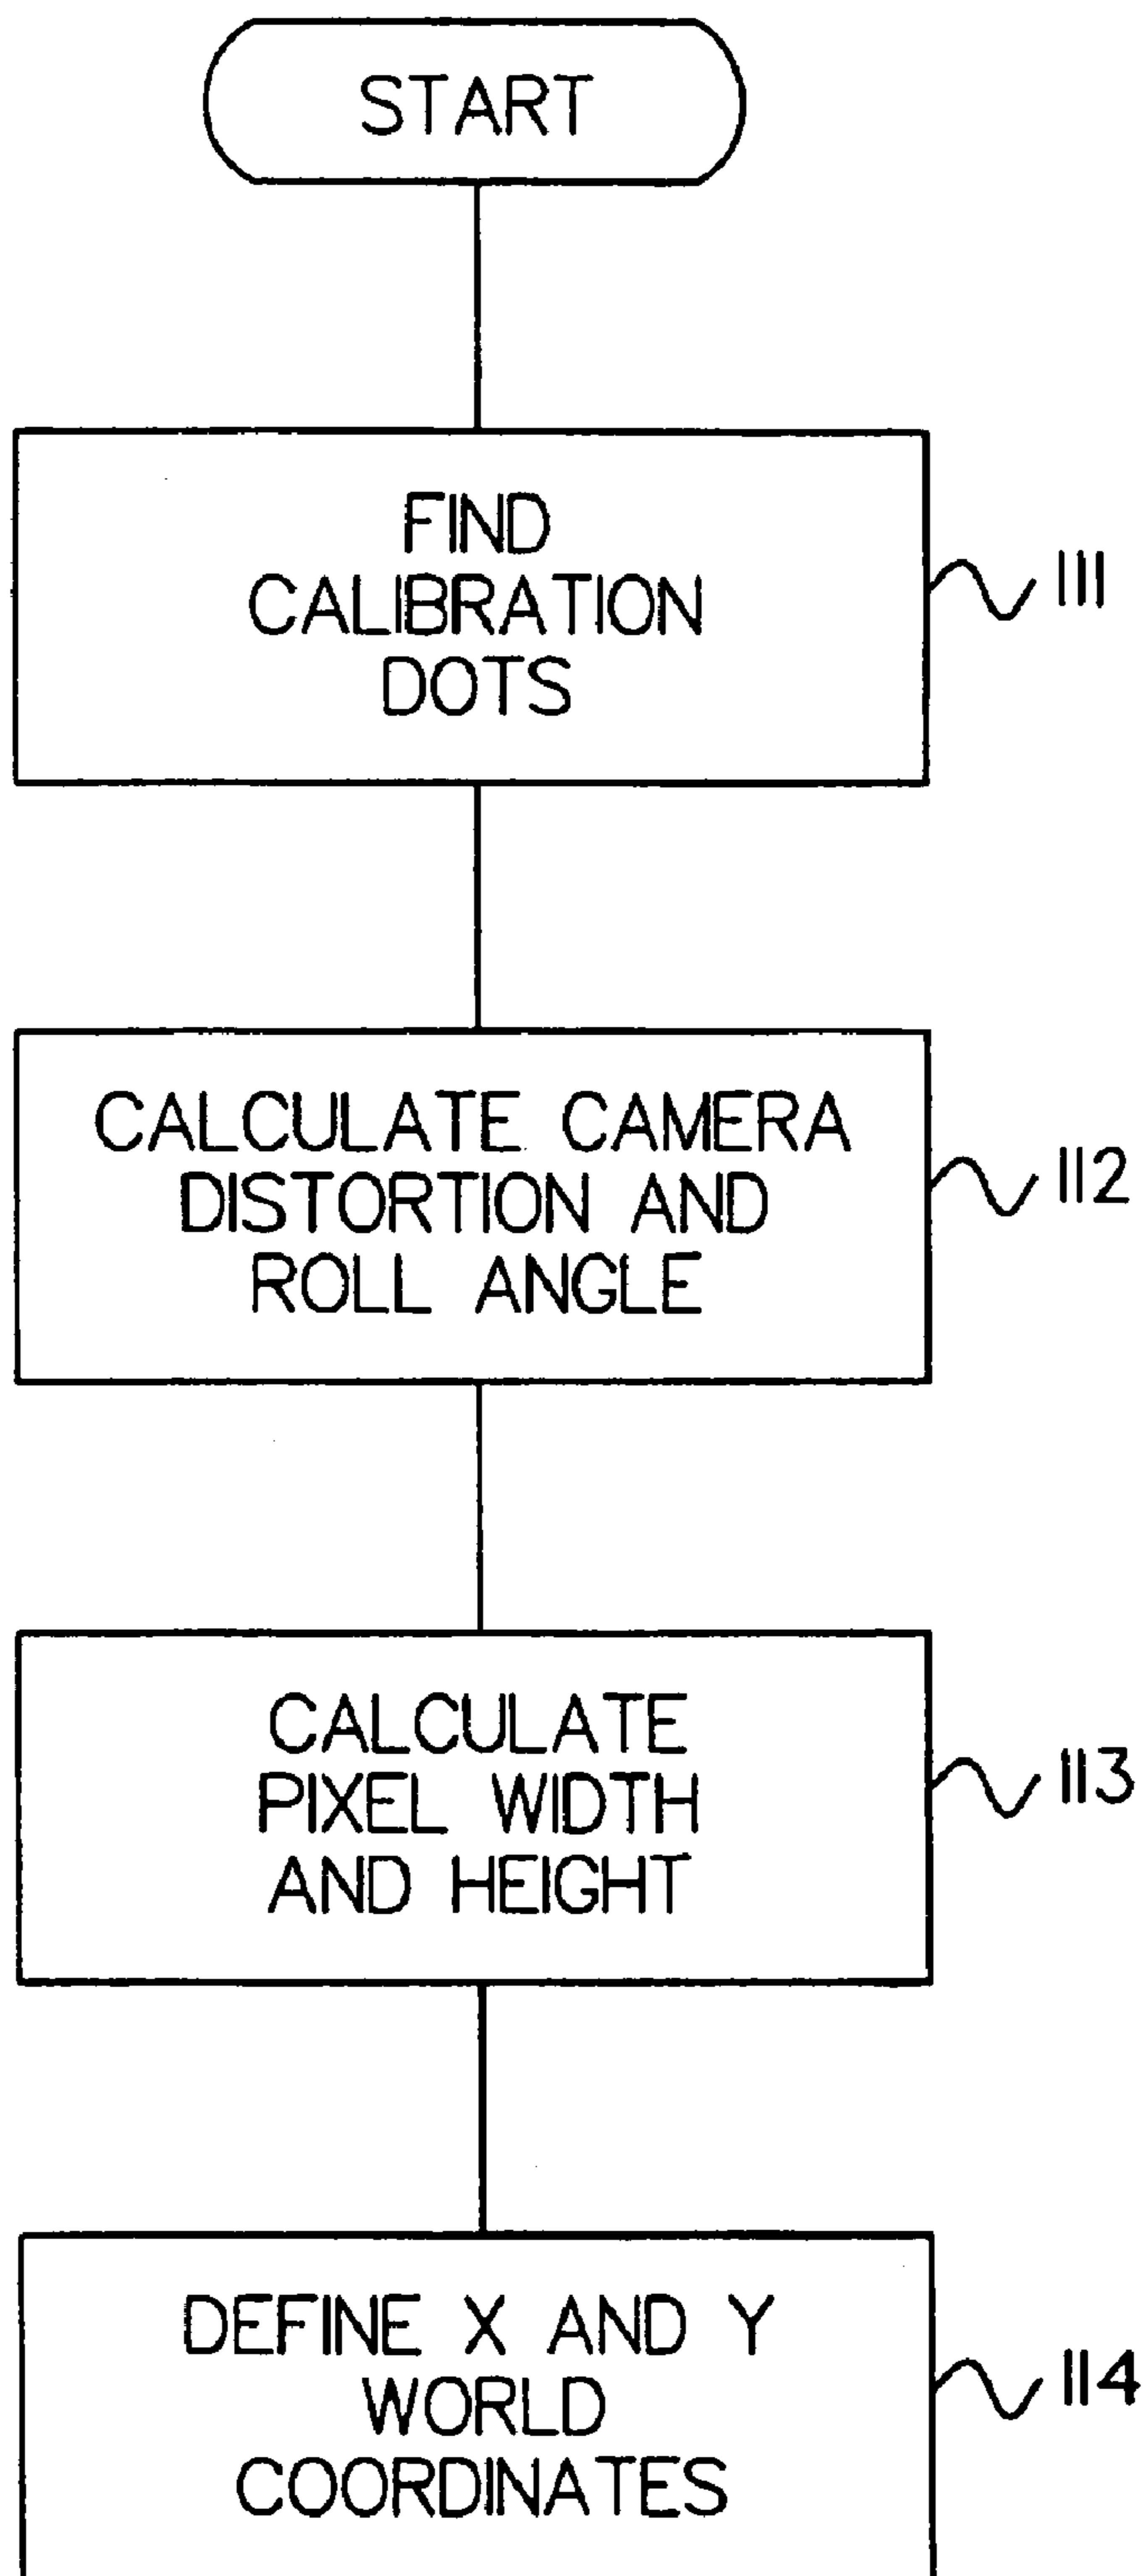 START
FIND
CALIBRATION
DOTS
111
CALCULATE CAMERA
DISTORTION AND
ROLL ANGLE
112
CALCULATE
PIXEL WIDTH
AND HEIGHT
113
DEFINE X AND Y
WORLD
COORDINATES
114